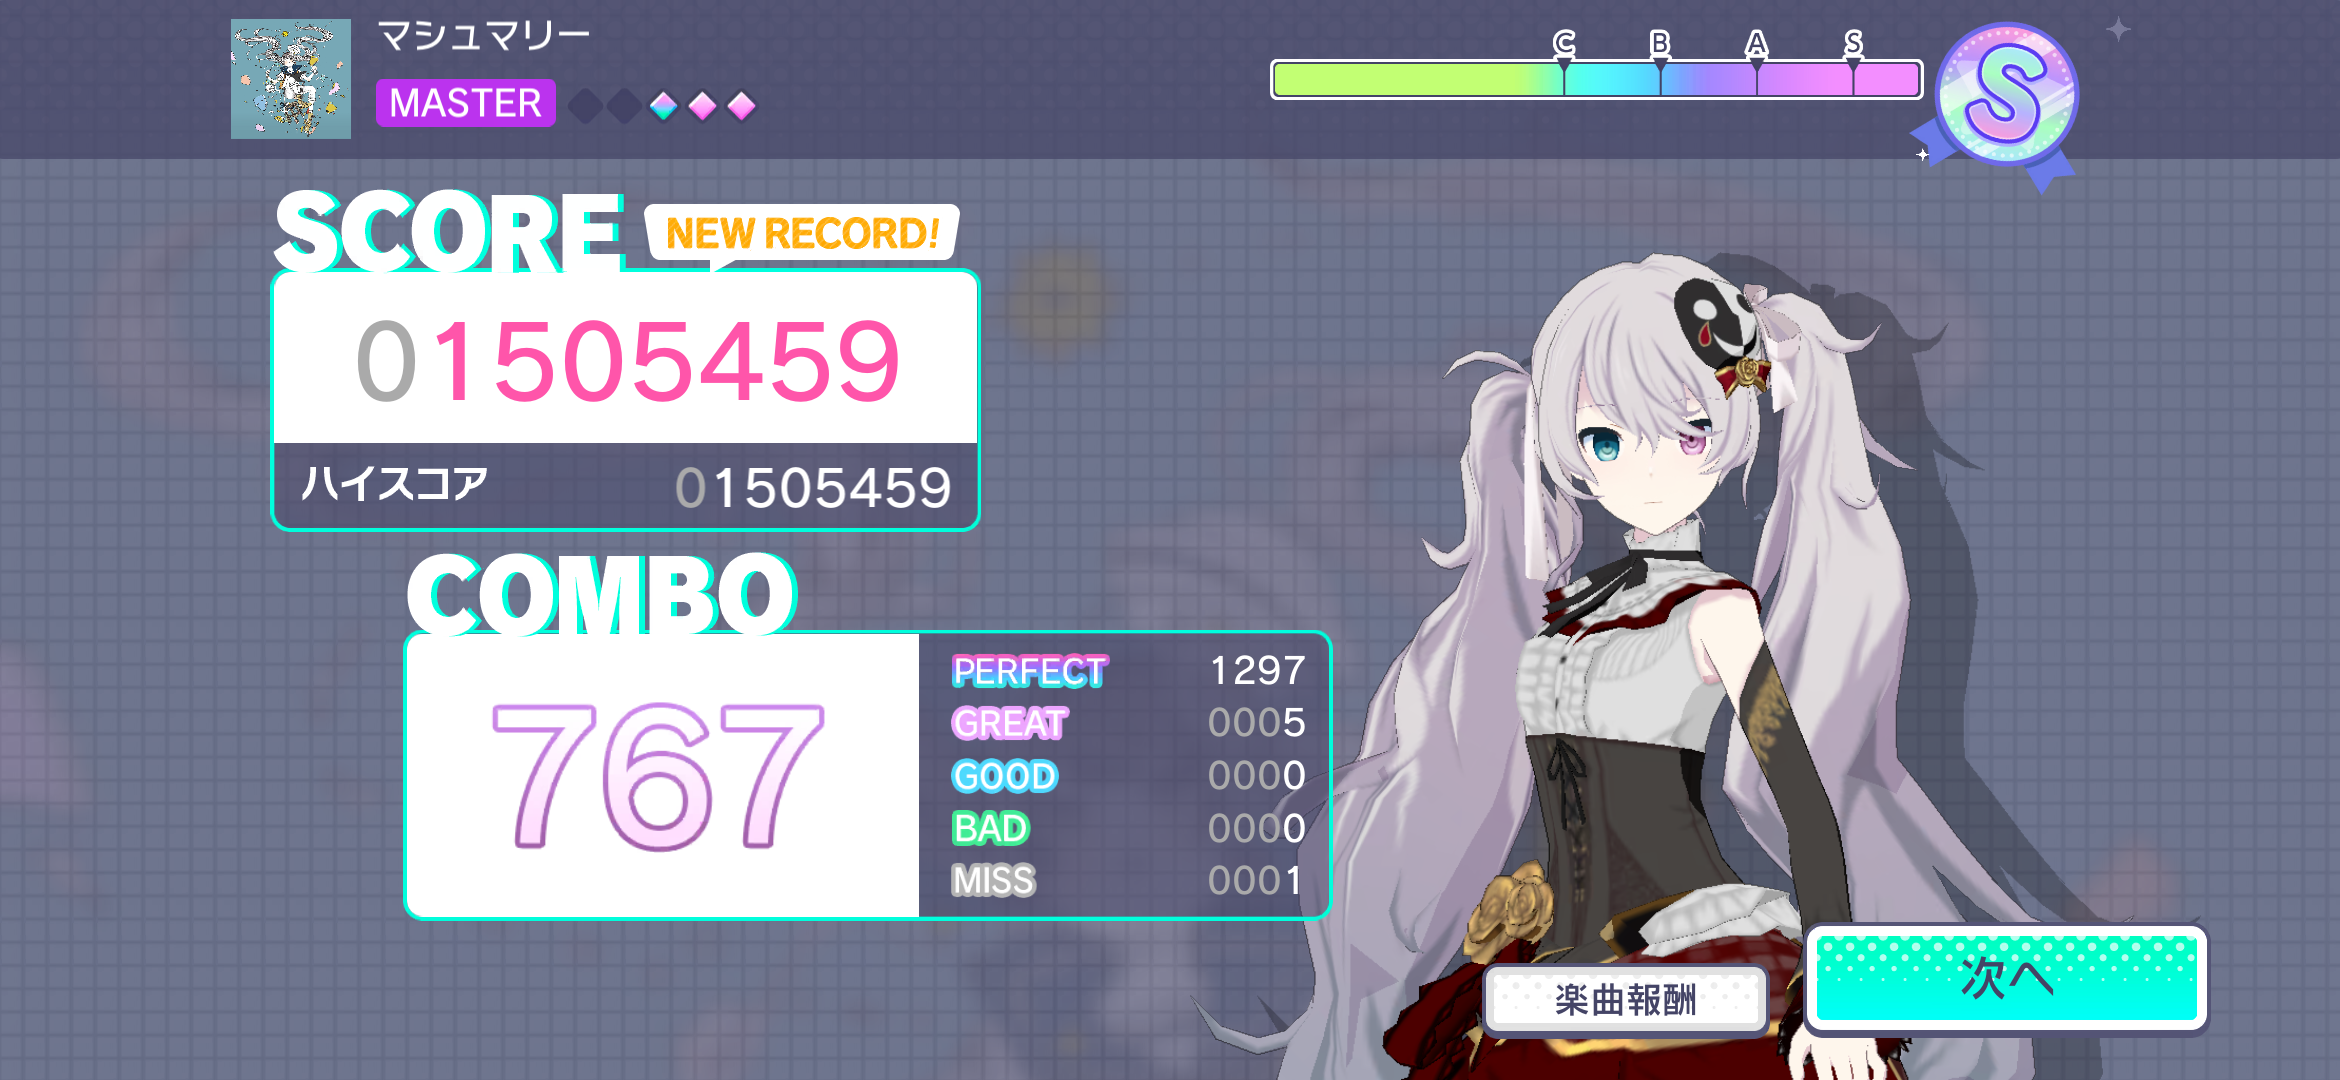 マシュマリー
MASTER
C B A S
S
SCORE
NEW RECORD!
01505459
ハイスコア 01505459
COMBO
767
PERFECT 1297
GREAT 0005
GOOD 0000
BAD 0000
MISS 0001
楽曲報酬
次へ